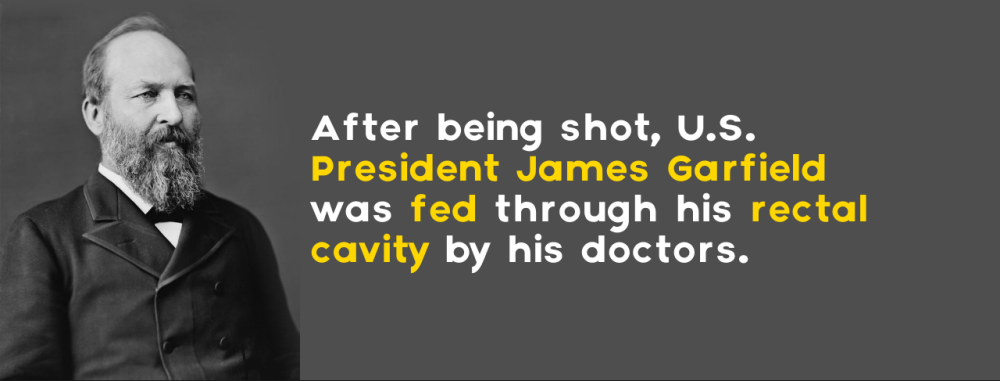 After being shot, U.S.
President James Garfield
was fed through his rectal
cavity by his doctors.